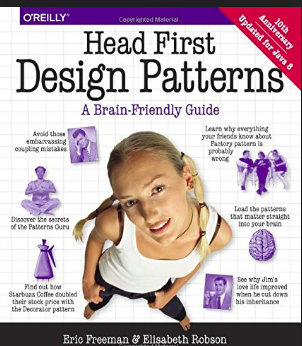 O'REILLY®
Copyrighted Material
10th
Anniversary
Updated for Java 8
Head First
Design Patterns
A Brain-Friendly Guide
Avoid those
embarrassing
coupling mistakes
Learn why everything
your friends know about
Factory pattern is
probably
wrong
Discover the secrets
of the Patterns Guru
Load the patterns
that matter straight
into your brain
Find out how
Starbuzz Coffee doubled
their stock price with
the Decorator pattern
See why Jim's
love life improved
when he cut down
his inheritance
Eric Freeman & Elisabeth Robson